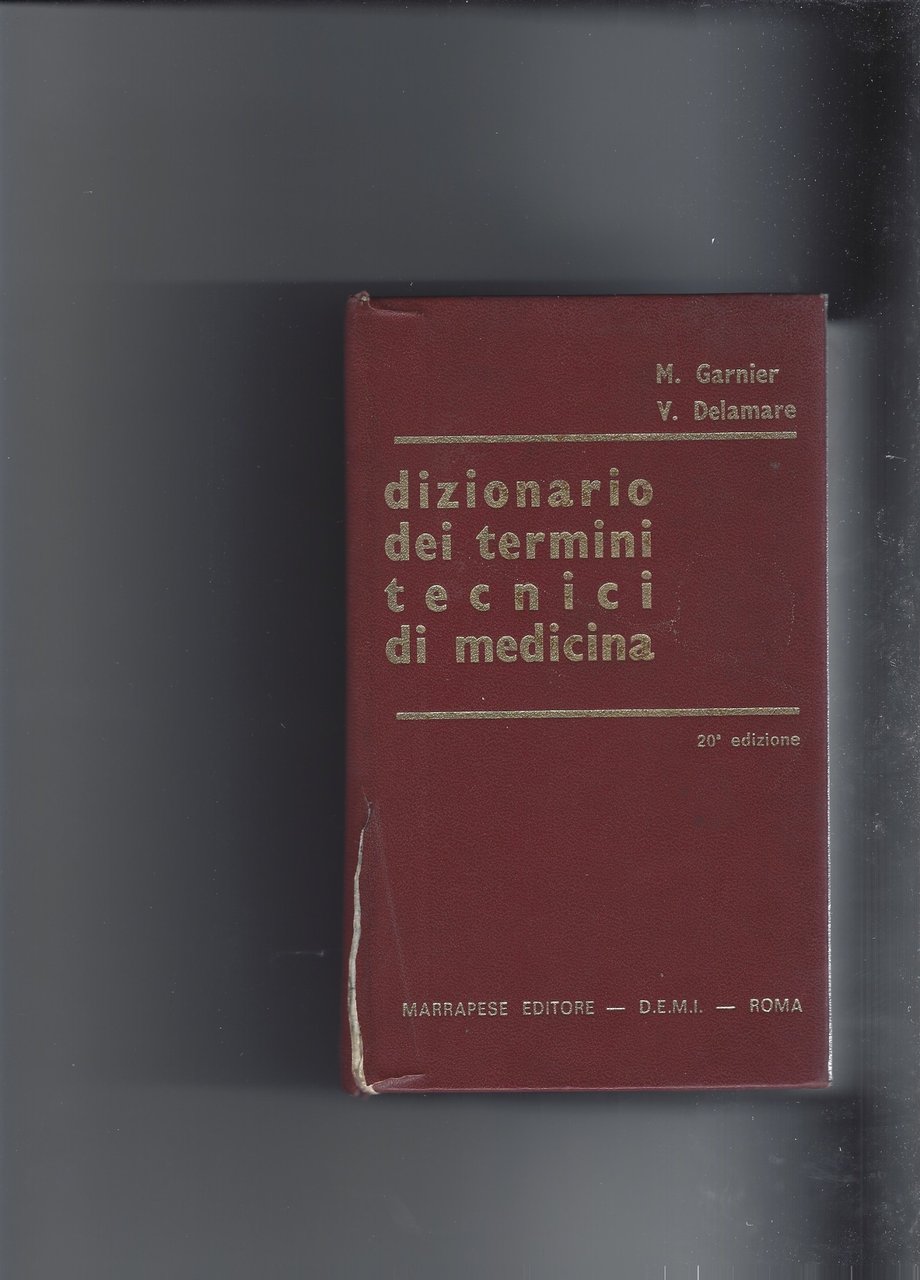 M. Garnier
V. Delamare
dizionario
dei termini
tecnici
di medicina
20ª edizione
MARRAPESE EDITORE — D.E.M.I. — ROMA